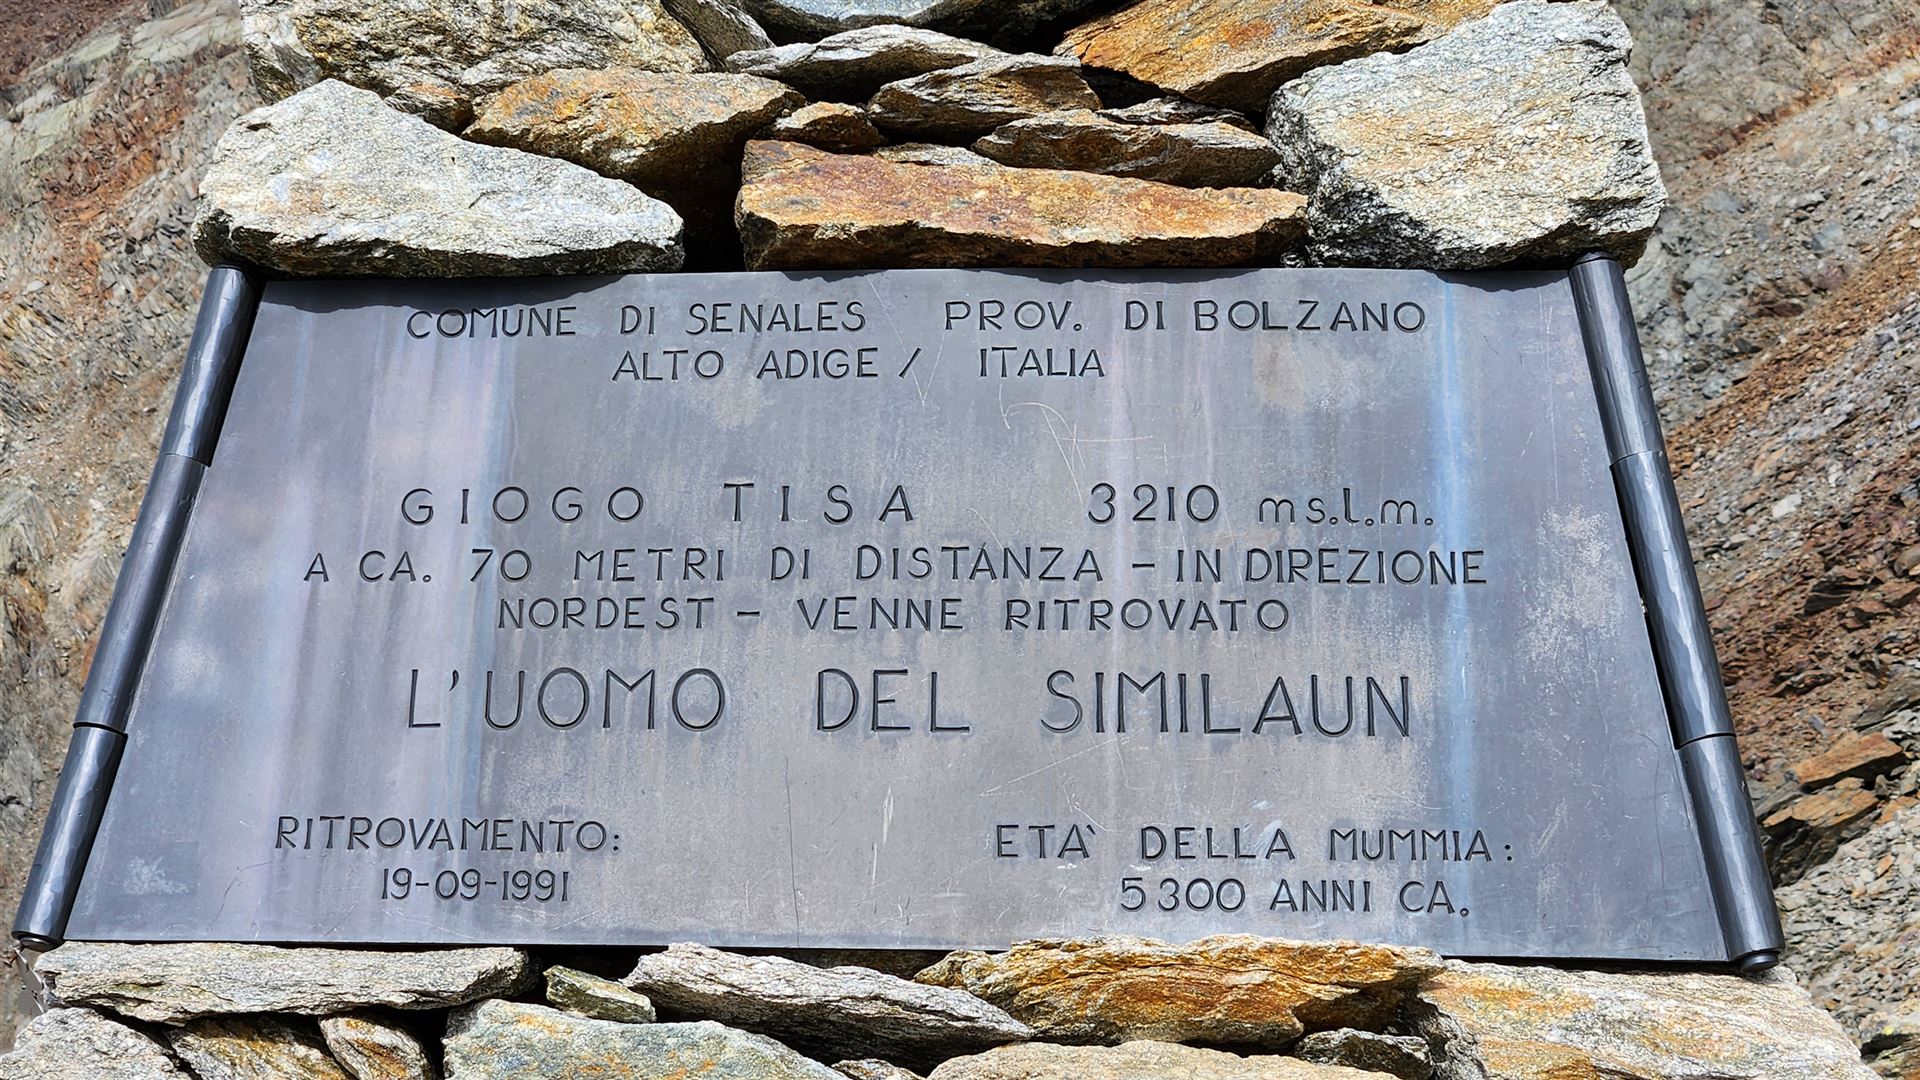 COMUNE DI SENALES PROV. DI BOLZANO
ALTO ADIGE / ITALIA
GIOGO TISA 3210 m s.l.m.
A CA. 70 METRI DI DISTANZA - IN DIREZIONE
NORDEST - VENNE RITROVATO
L'UOMO DEL SIMILAUN
RITROVAMENTO:
19-09-1991
ETA' DELLA MUMMIA:
5300 ANNI CA.